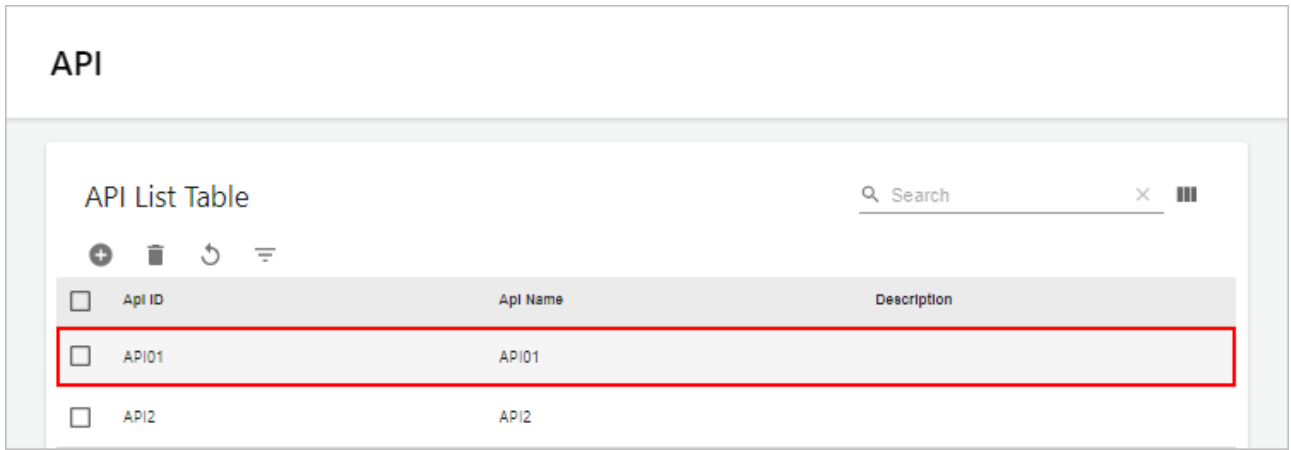 API
API List Table
Search
Api ID Api Name Description
API01 API01
API2 API2